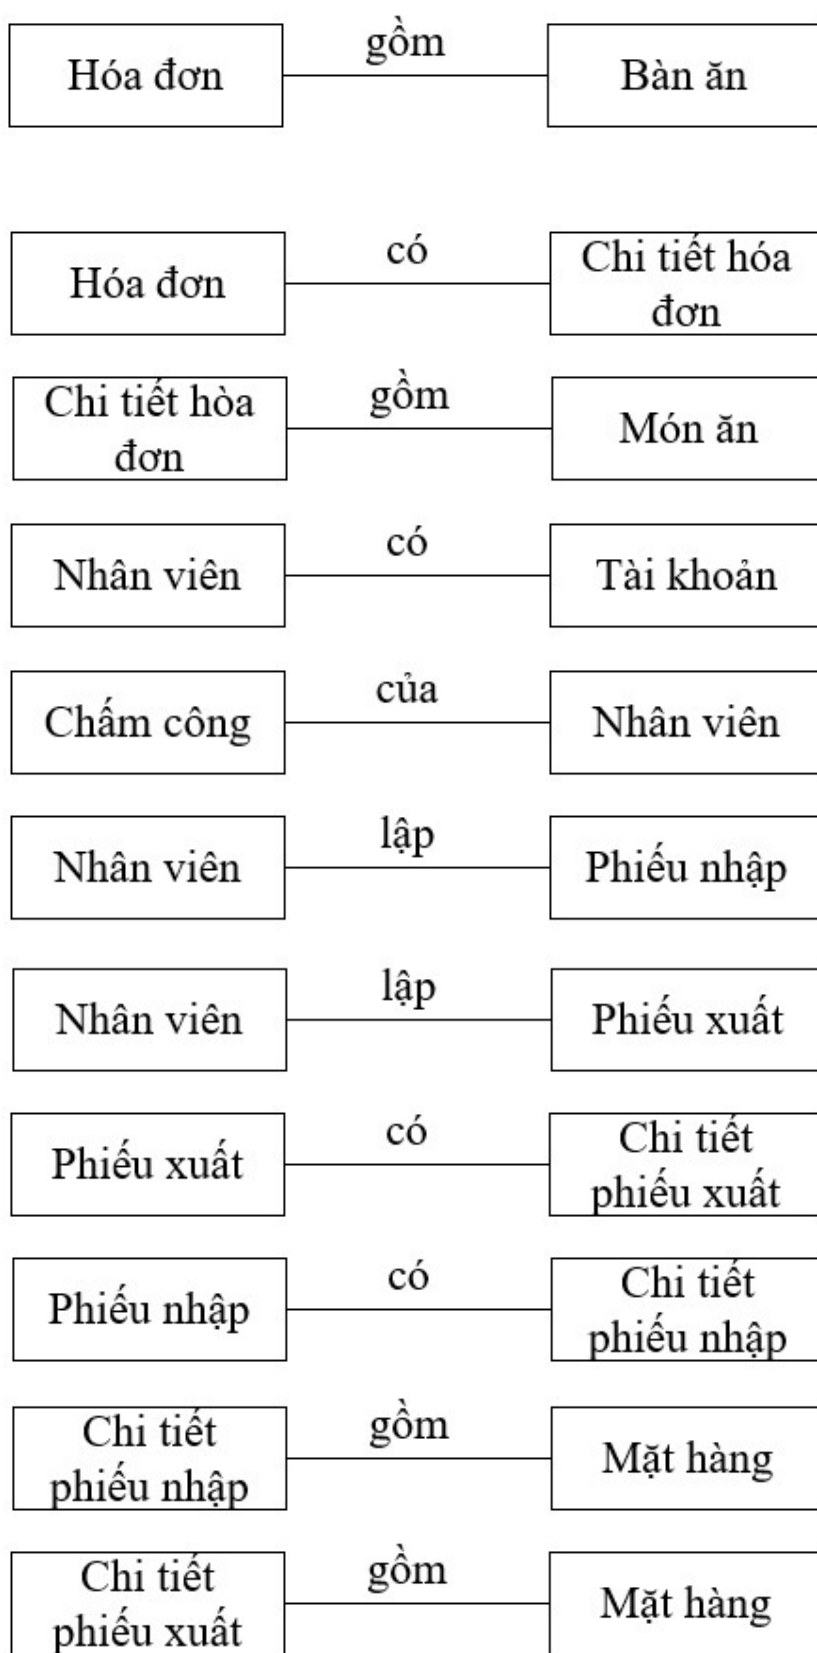 Hóa đơn
gồm
Bàn ăn
Hóa đơn
có
Chi tiết hóa
đơn
Chi tiết hòa
đơn
gồm
Món ăn
Nhân viên
có
Tài khoản
Chấm công
của
Nhân viên
Nhân viên
lập
Phiếu nhập
Nhân viên
lập
Phiếu xuất
Phiếu xuất
có
Chi tiết
phiếu xuất
Phiếu nhập
có
Chi tiết
phiếu nhập
Chi tiết
phiếu nhập
gồm
Mặt hàng
Chi tiết
phiếu xuất
gồm
Mặt hàng